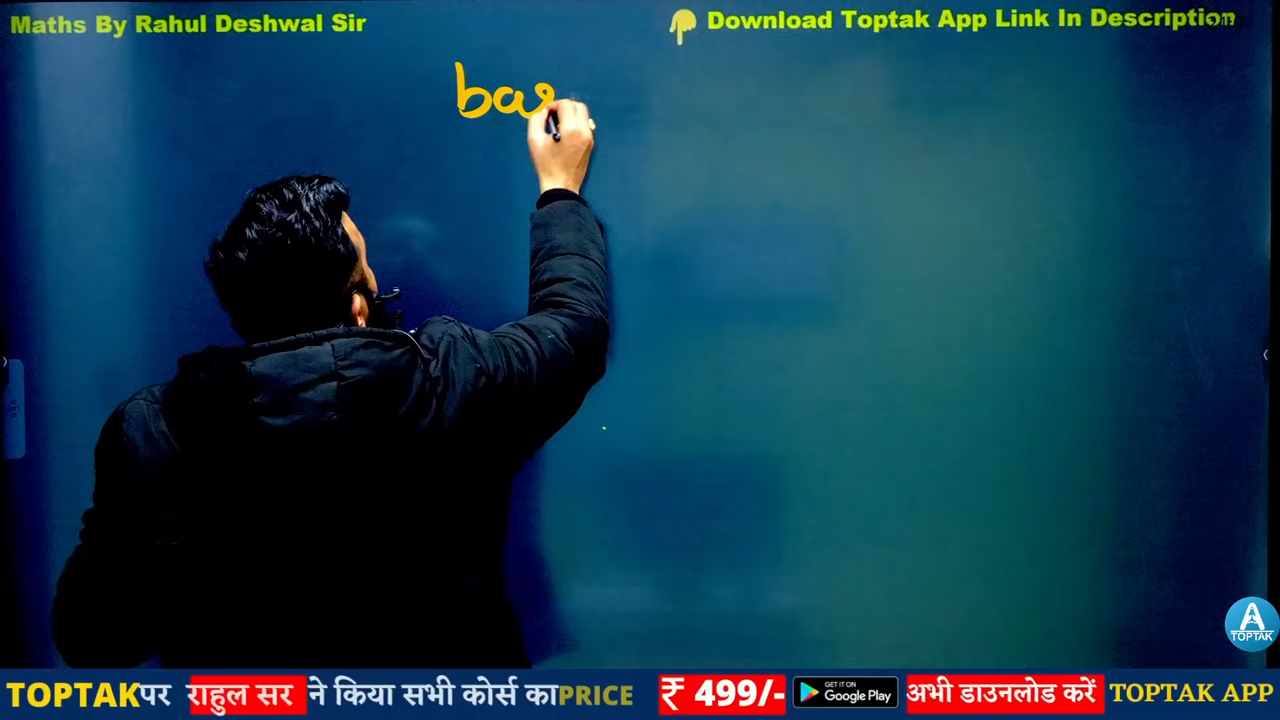 Maths By Rahul Deshwal Sir
Download Toptak App Link In Description
bas
A
TOPTAK
TOPTAKपर राहुल सर ने किया सभी कोर्स का PRICE ₹ 499/- GET IT ON Google Play अभी डाउनलोड करें TOPTAK APP